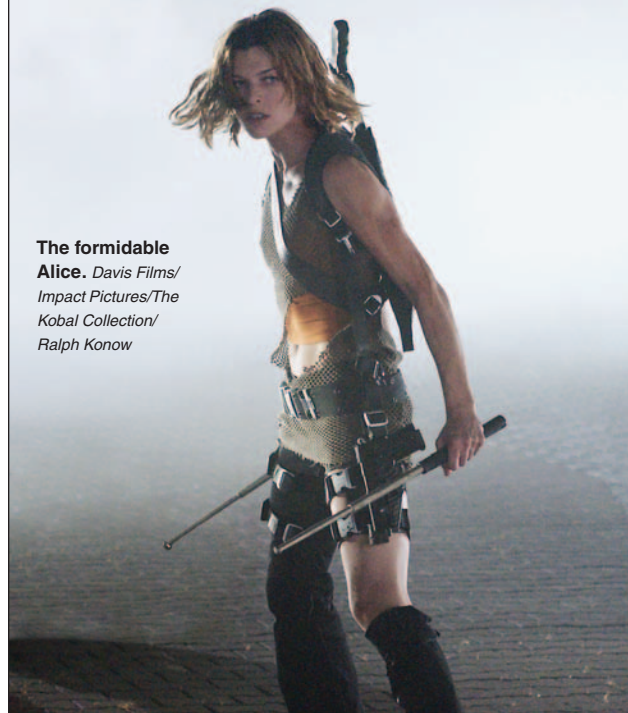 The formidable
Alice. Davis Films/
Impact Pictures/The
Kobal Collection/
Ralph Konow